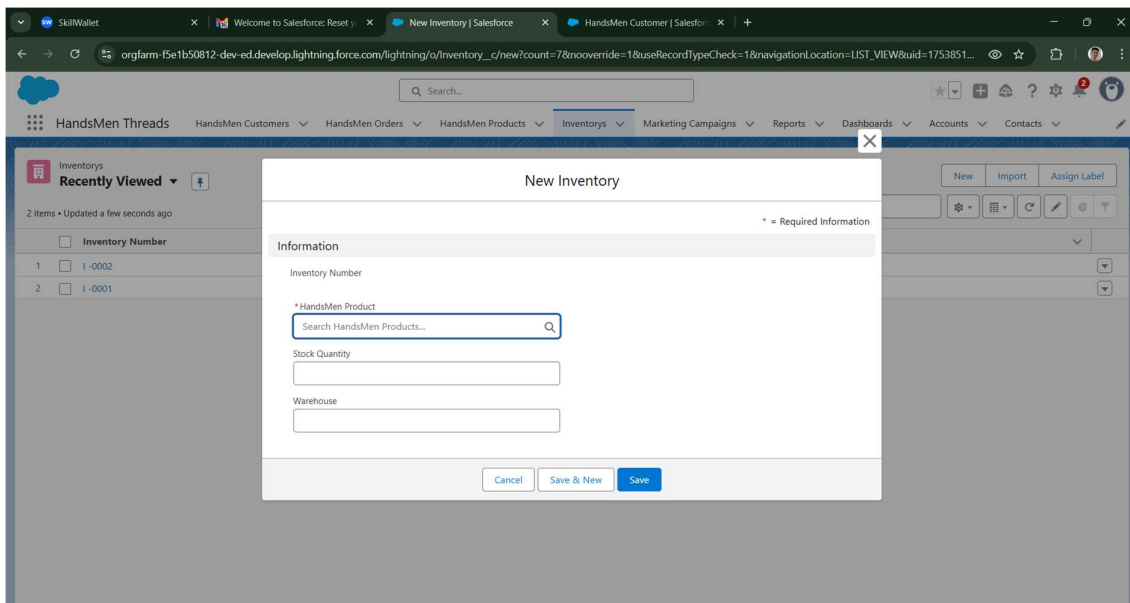 SkillWallet
Welcome to Salesforce: Reset y
New Inventory | Salesforce
HandsMen Customer | Salesfor
orgfarm-f5e1b50812-dev-ed.develop.lightning.force.com/lightning/o/Inventory__c/new?count=7&nooverride=1&useRecordTypeCheck=1&navigationLocation=LIST_VIEW&uid=1753851...
Search...
2
HandsMen Threads HandsMen Customers HandsMen Orders HandsMen Products Inventorys Marketing Campaigns Reports Dashboards Accounts Contacts
Inventorys
Recently Viewed
New Import Assign Label
2 items • Updated a few seconds ago
Inventory Number
1 I -0002
2 I -0001
New Inventory
* = Required Information
Information
Inventory Number
*HandsMen Product
Search HandsMen Products...
Stock Quantity
Warehouse
Cancel Save & New Save